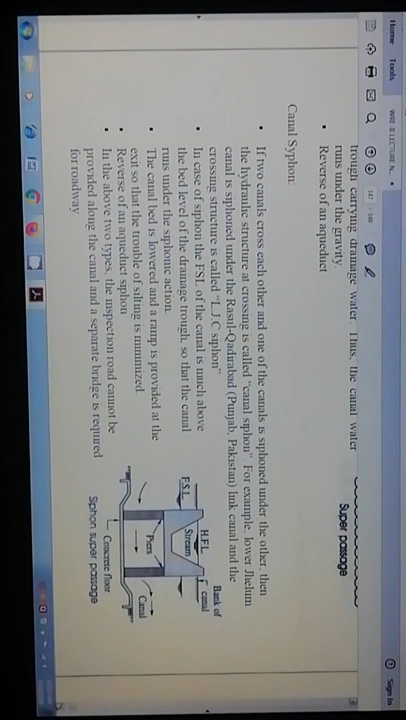 Home Tools WRE-II LECTURE N... Sign In
147 / 189
trough carrying drainage water. Thus, the canal water
runs under the gravity.
• Reverse of an aqueduct
Super passage
Canal Syphon:
• If two canals cross each other and one of the canals is siphoned under the other, then
the hydraulic structure at crossing is called "canal siphon". For example, lower Jhelum
canal is siphoned under the Rasul-Qadirabad (Punjab, Pakistan) link canal and the
crossing structure is called "L.J.C siphon"
• In case of siphon the FSL of the canal is much above
the bed level of the drainage trough, so that the canal
runs under the siphonic action.
• The canal bed is lowered and a ramp is provided at the
exit so that the trouble of silting is minimized.
• Reverse of an aqueduct siphon
• In the above two types, the inspection road cannot be
provided along the canal and a separate bridge is required
for roadway
Bank of
canal
H.F.L.
F.S.L.
Stream
Piers
Canal
Concrete floor
Siphon super passage